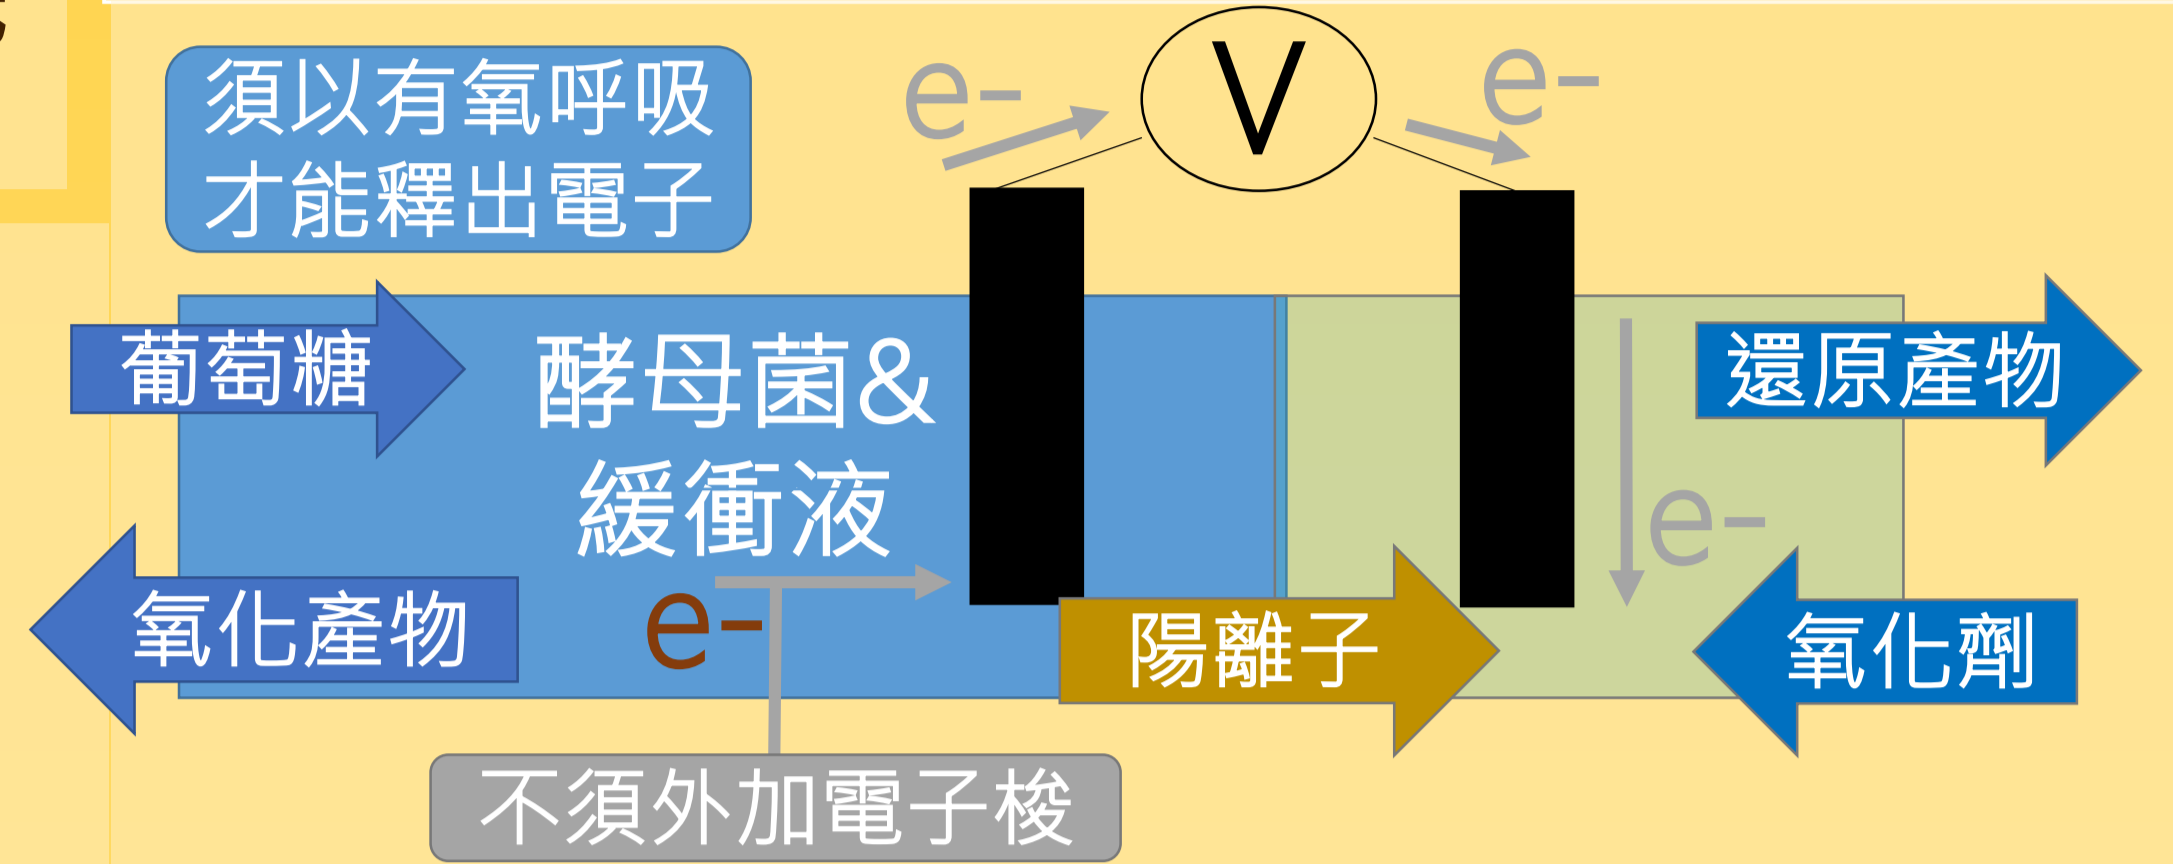 須以有氧呼吸
才能釋出電子
e-
V
e-
葡萄糖
酵母菌&
緩衝液
還原產物
e-
氧化產物
e-
陽離子
氧化劑
不須外加電子梭